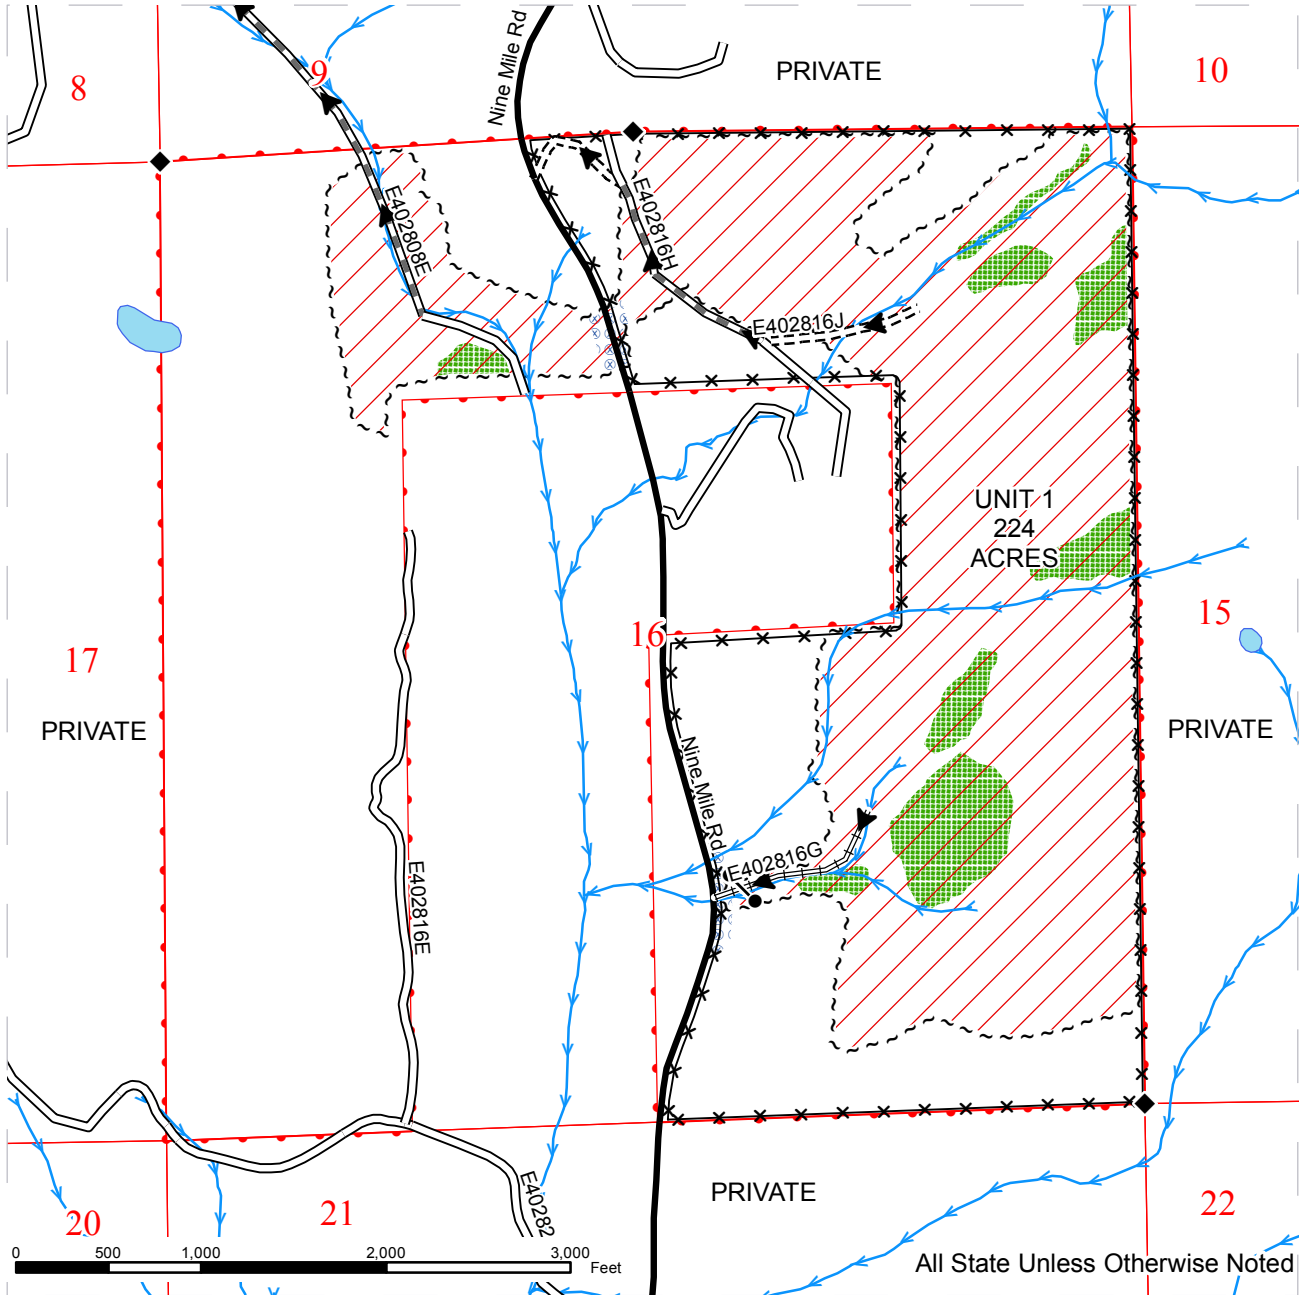 8
9
Nine Mile Rd
PRIVATE
10
E402808E
E402816H
E402816J
UNIT 1
224
ACRES
17
16
15
PRIVATE
PRIVATE
Nine Mile Rd
E402816G
E402816E
PRIVATE
20
21
E40282
22
0 500 1,000 2,000 3,000
Feet
All State Unless Otherwise Noted